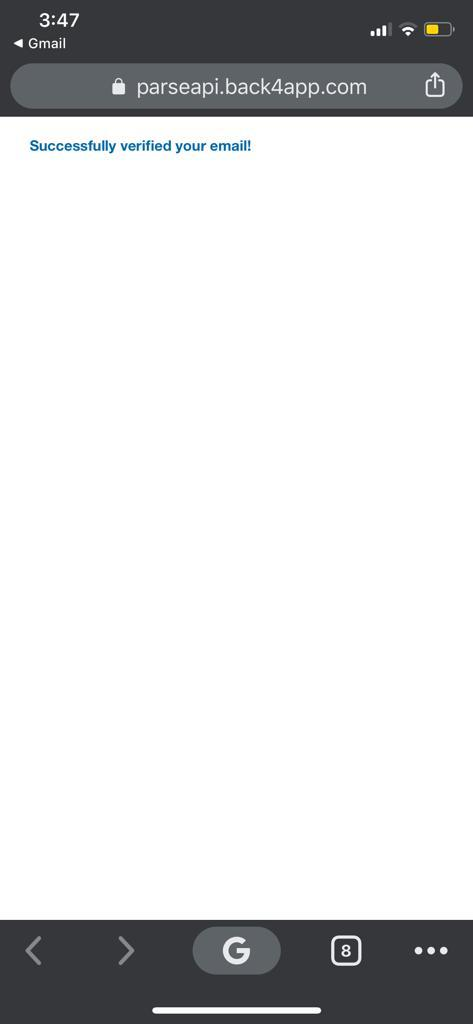 3:47
◀ Gmail
parseapi.back4app.com
Successfully verified your email!
G
8